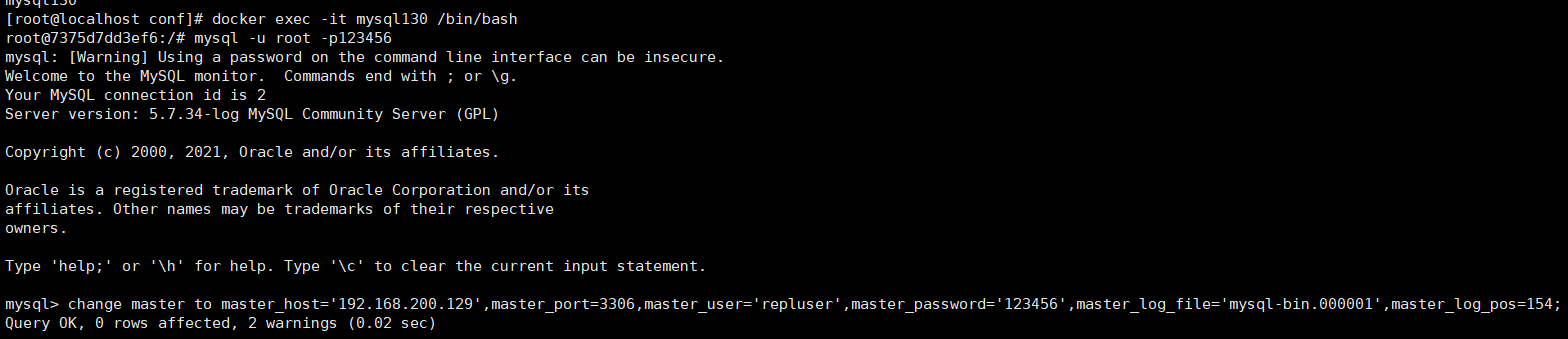 mysql130
[root@localhost conf]# docker exec -it mysql130 /bin/bash
root@7375d7dd3ef6:/# mysql -u root -p123456
mysql: [Warning] Using a password on the command line interface can be insecure.
Welcome to the MySQL monitor.  Commands end with ; or \g.
Your MySQL connection id is 2
Server version: 5.7.34-log MySQL Community Server (GPL)
Copyright (c) 2000, 2021, Oracle and/or its affiliates.
Oracle is a registered trademark of Oracle Corporation and/or its
affiliates. Other names may be trademarks of their respective
owners.
Type 'help;' or '\h' for help. Type '\c' to clear the current input statement.
mysql> change master to master_host='192.168.200.129',master_port=3306,master_user='repluser',master_password='123456',master_log_file='mysql-bin.000001',master_log_pos=154;
Query OK, 0 rows affected, 2 warnings (0.02 sec)